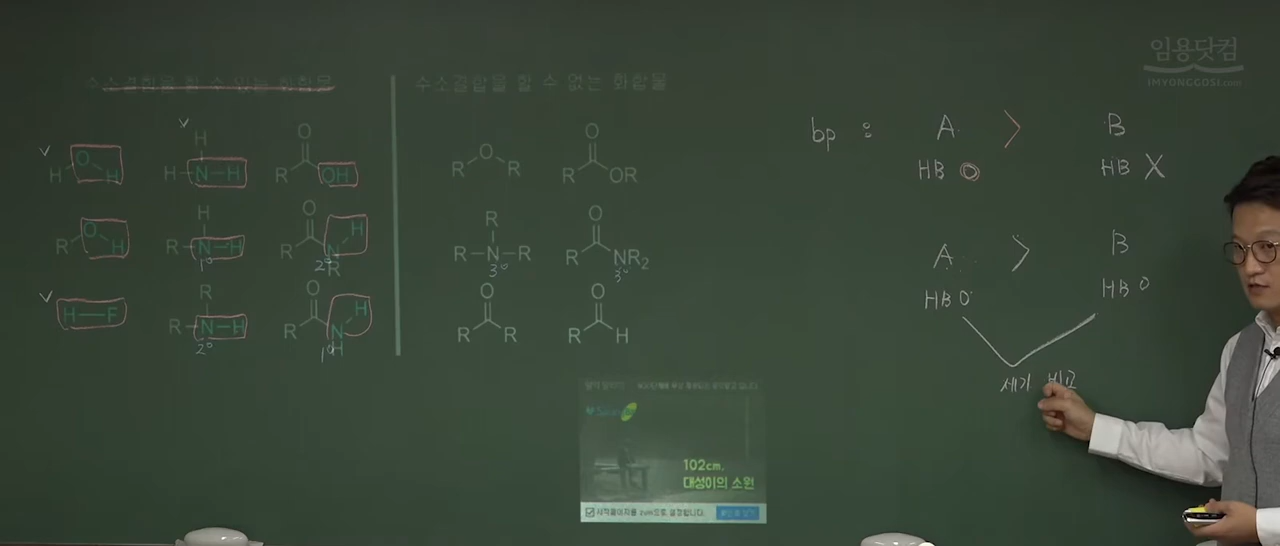 수소결합을 할 수 있는 화합물
수소결합을 할 수 없는 화합물
임용닷컴
iMYONGGDSI.com
O
H H
H
H N H
O
R OH
R O H
H
R N H
1°
O
R N H
2° R
H F
R
R N H
2°
O
R N H
1° H
O
R R
O
R OR
R
R N R
3°
O
R NR2
3°
O
R R
O
R H
bp : A > B
HB O HB X
A > B
HB O HB O
세기 비교
102cm,
대성이의 소원